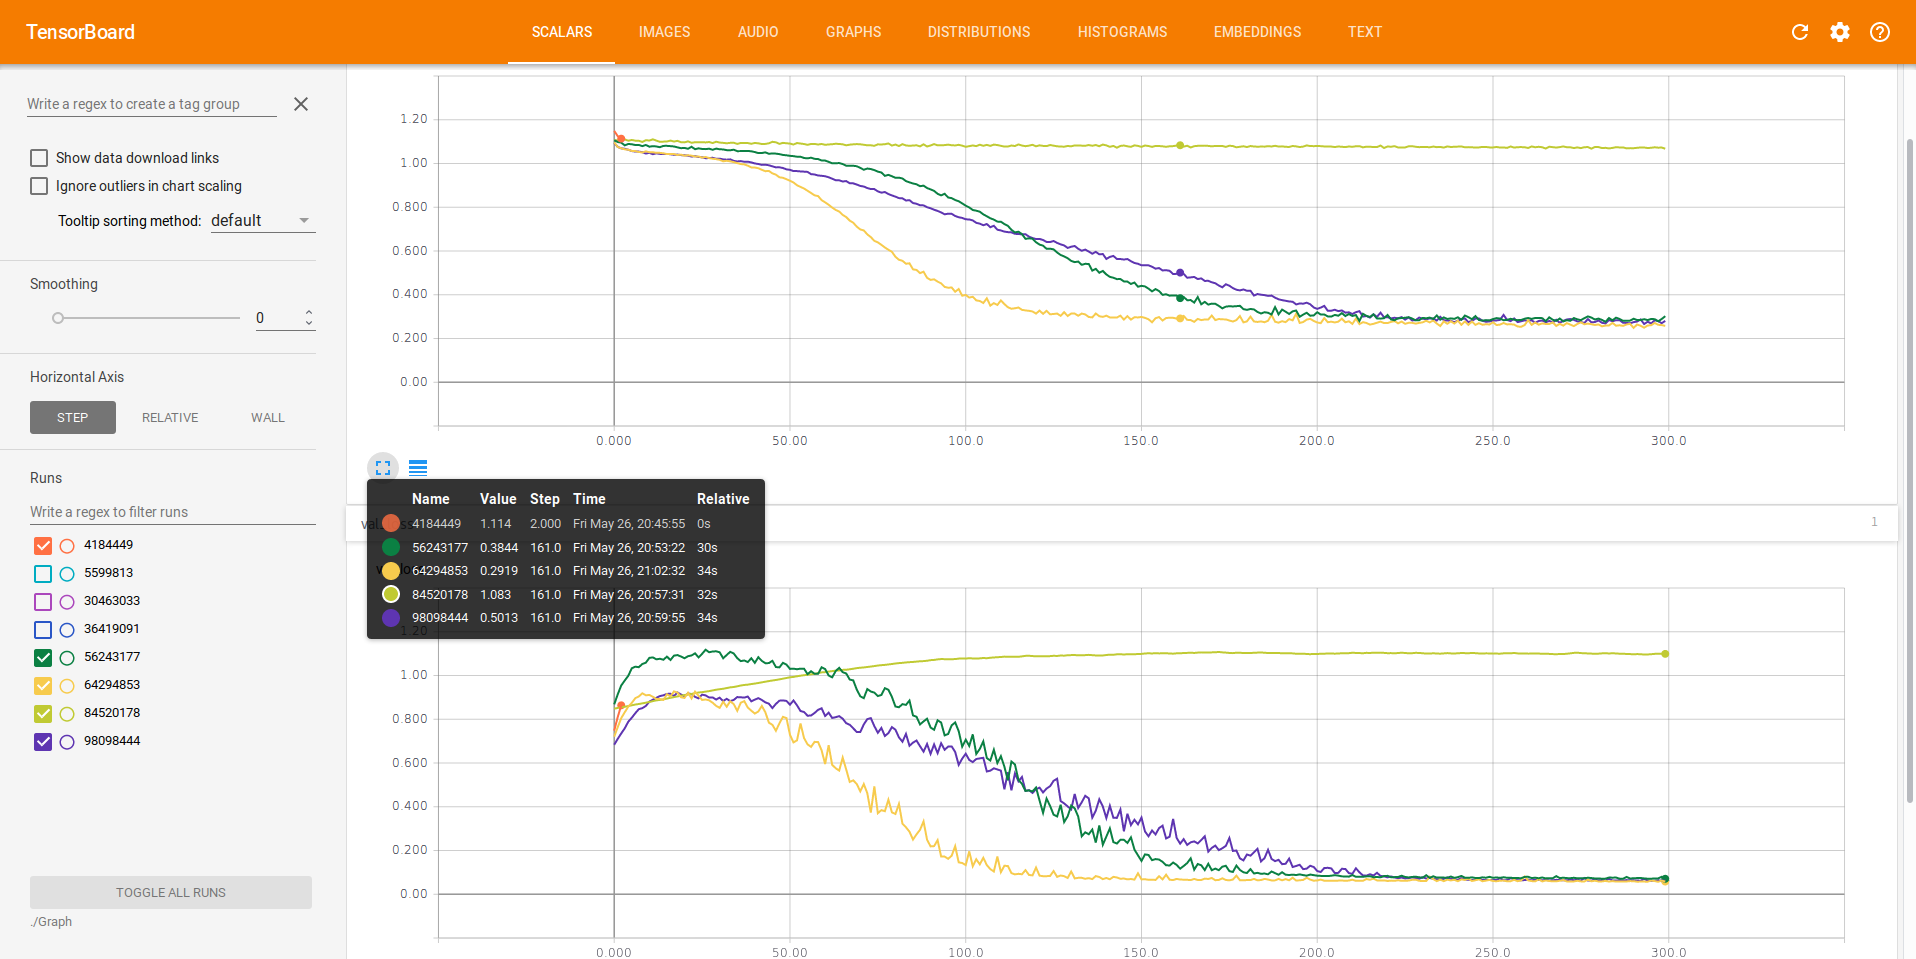 TensorBoard
SCALARS IMAGES AUDIO GRAPHS DISTRIBUTIONS HISTOGRAMS EMBEDDINGS TEXT
Write a regex to create a tag group
Show data download links
Ignore outliers in chart scaling
Tooltip sorting method: default
Smoothing
0
Horizontal Axis
STEP RELATIVE WALL
Runs
Write a regex to filter runs
4184449
5599813
30463033
36419091
56243177
64294853
84520178
98098444
TOGGLE ALL RUNS
./Graph
1.20
1.00
0.800
0.600
0.400
0.200
0.00
0.000 50.00 100.0 150.0 200.0 250.0 300.0
Name Value Step Time Relative
4184449 1.114 2.000 Fri May 26, 20:45:55 0s
56243177 0.3844 161.0 Fri May 26, 20:53:22 30s
64294853 0.2919 161.0 Fri May 26, 21:02:32 34s
84520178 1.083 161.0 Fri May 26, 20:57:31 32s
98098444 0.5013 161.0 Fri May 26, 20:59:55 34s
1
1.20
1.00
0.800
0.600
0.400
0.200
0.00
0.000 50.00 100.0 150.0 200.0 250.0 300.0